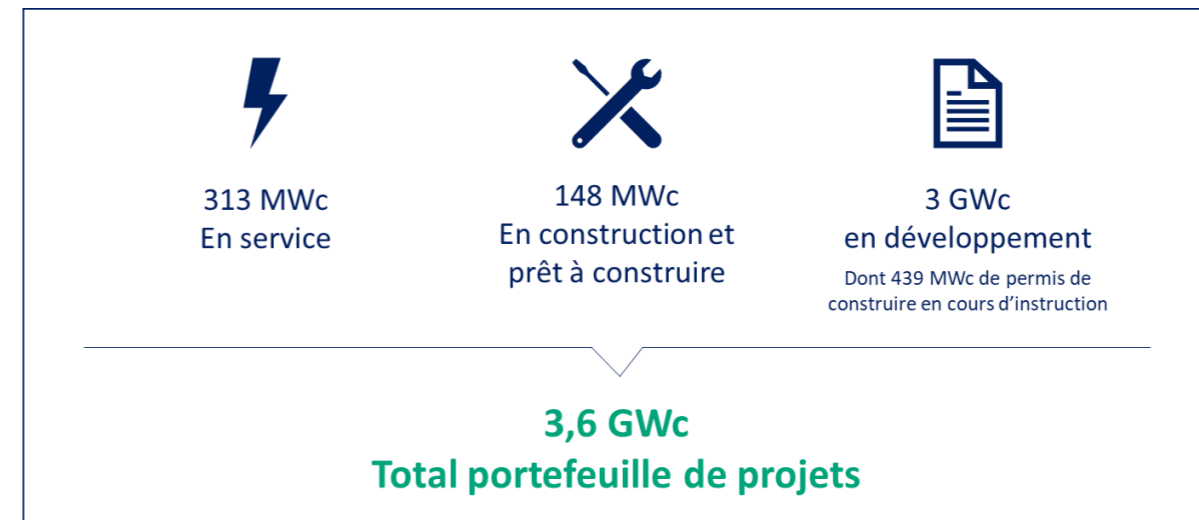 313 MWc
En service
148 MWc
En construction et
prêt à construire
3 GWc
en développement
Dont 439 MWc de permis de
construire en cours d'instruction
3,6 GWc
Total portefeuille de projets